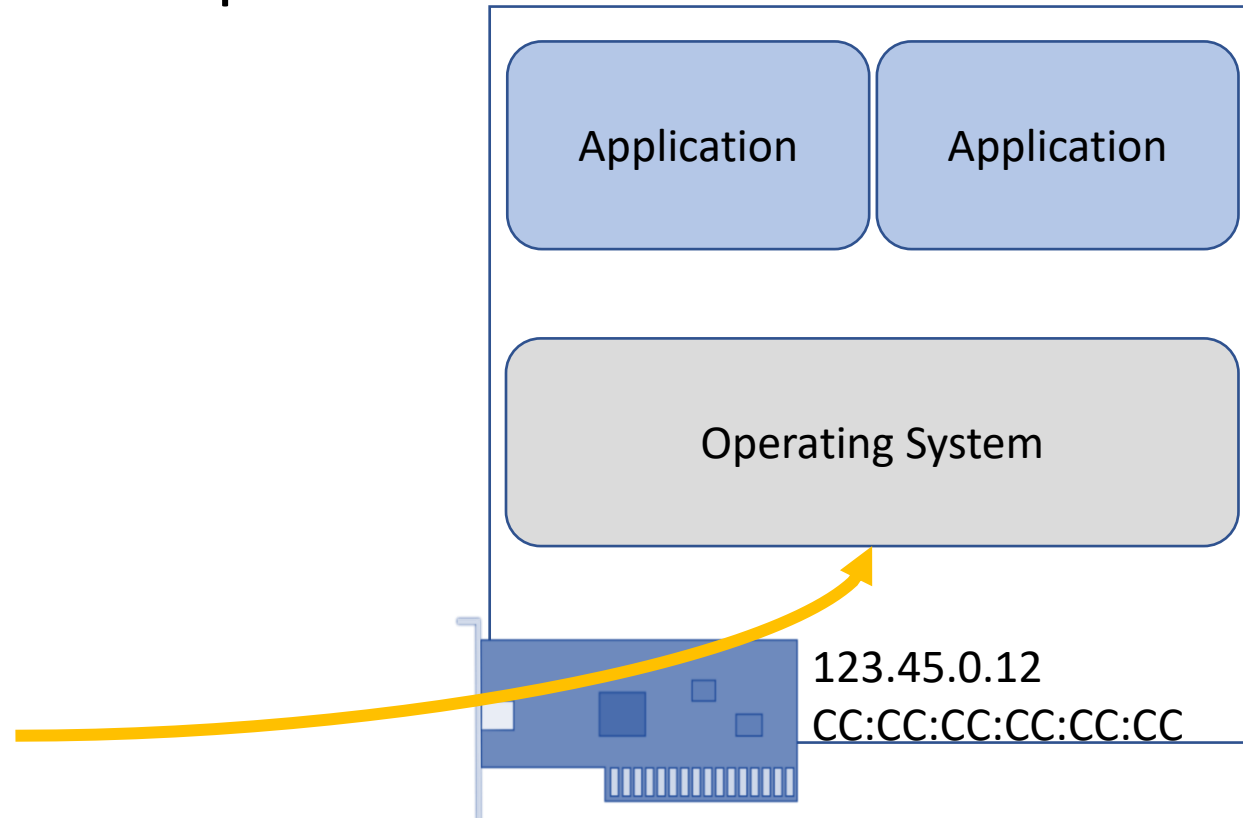 Application
Application
Operating System
123.45.0.12
CC:CC:CC:CC:CC:CC